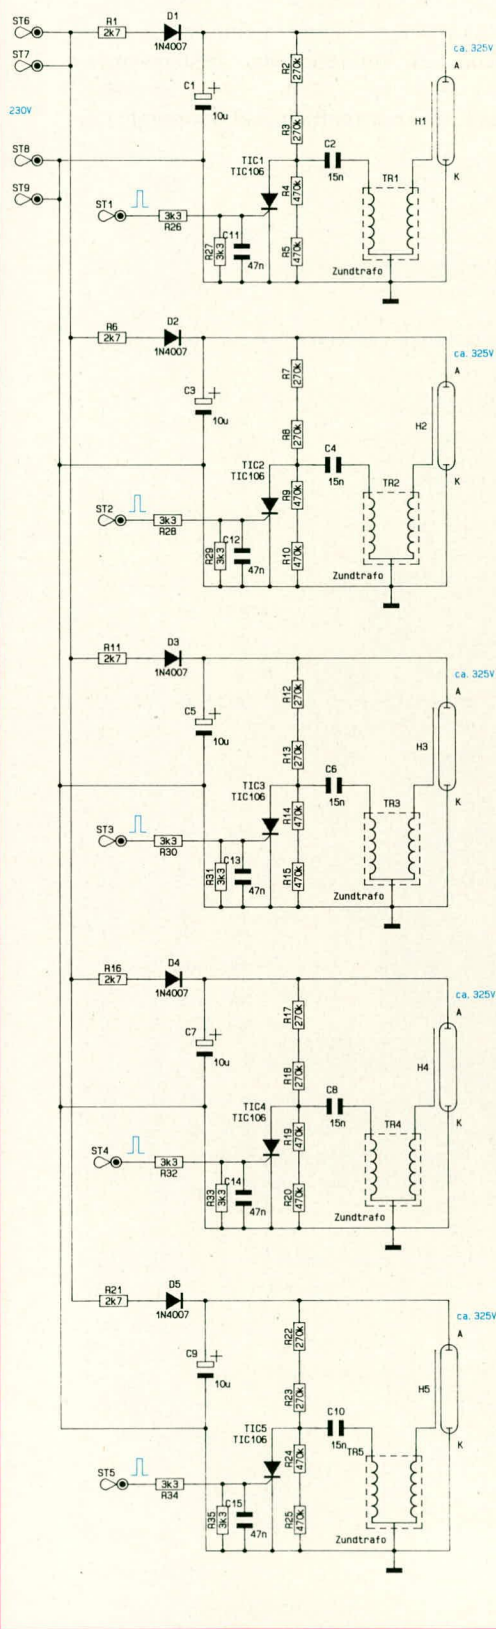 ST6
R1
2k7
D1
1N4007
ca. 325V
ST7
A
C1
+
10u
R2
270k
230V
R3
270k
H1
ST8
TIC1
TIC106
C2
15n
TR1
K
ST9
ST1
3k3
R26
R4
470k
R27
3k3
C11
47n
R5
470k
Zundtrafo
R6
2k7
D2
1N4007
ca. 325V
A
C3
+
10u
R7
270k
R8
270k
H2
TIC2
TIC106
C4
15n
TR2
K
ST2
3k3
R28
R9
470k
R29
3k3
C12
47n
R10
470k
Zundtrafo
R11
2k7
D3
1N4007
ca. 325V
A
C5
+
10u
R12
270k
R13
270k
H3
TIC3
TIC106
C6
15n
TR3
K
ST3
3k3
R30
R14
470k
R31
3k3
C13
47n
R15
470k
Zundtrafo
R16
2k7
D4
1N4007
ca. 325V
A
C7
+
10u
R17
270k
R18
270k
H4
TIC4
TIC106
C8
15n
TR4
K
ST4
3k3
R32
R19
470k
R33
3k3
C14
47n
R20
470k
Zundtrafo
R21
2k7
D5
1N4007
ca. 325V
A
C9
+
10u
R22
270k
R23
270k
H5
TIC5
TIC106
C10
15n
TR5
K
ST5
3k3
R34
R24
470k
R35
3k3
C15
47n
R25
470k
Zundtrafo